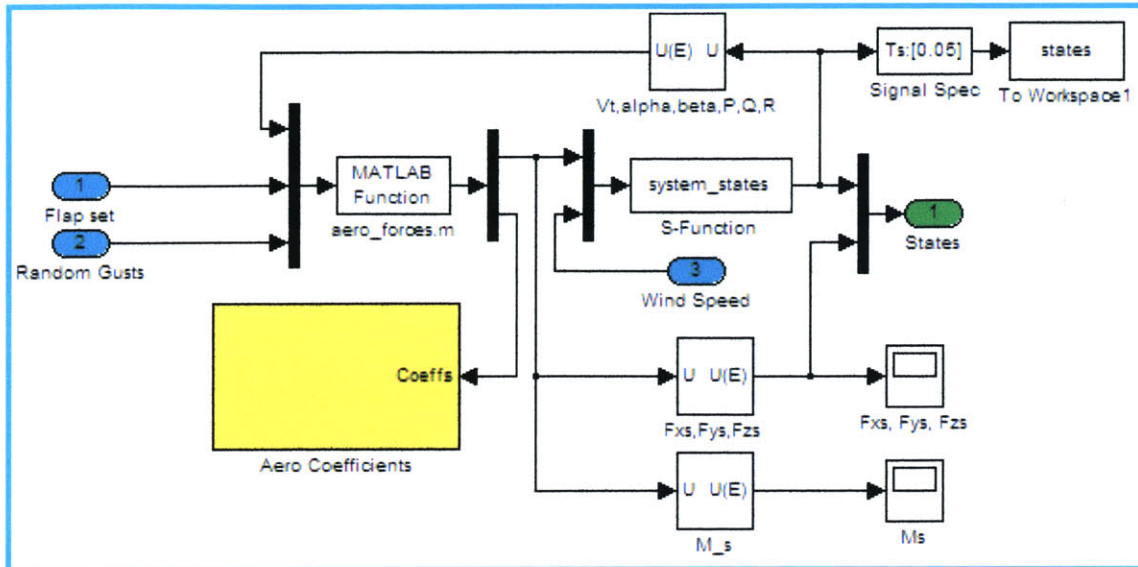 U(E) U
Vt,alpha,beta,P,Q,R
Ts:[0.05]
Signal Spec
states
To Workspace1
1
Flap set
2
Random Gusts
MATLAB
Function
aero_forces.m
system_states
S-Function
3
Wind Speed
1
States
Coeffs
Aero Coefficients
U U(E)
Fxs,Fys,Fzs
Fxs, Fys, Fzs
U U(E)
M_s
Ms